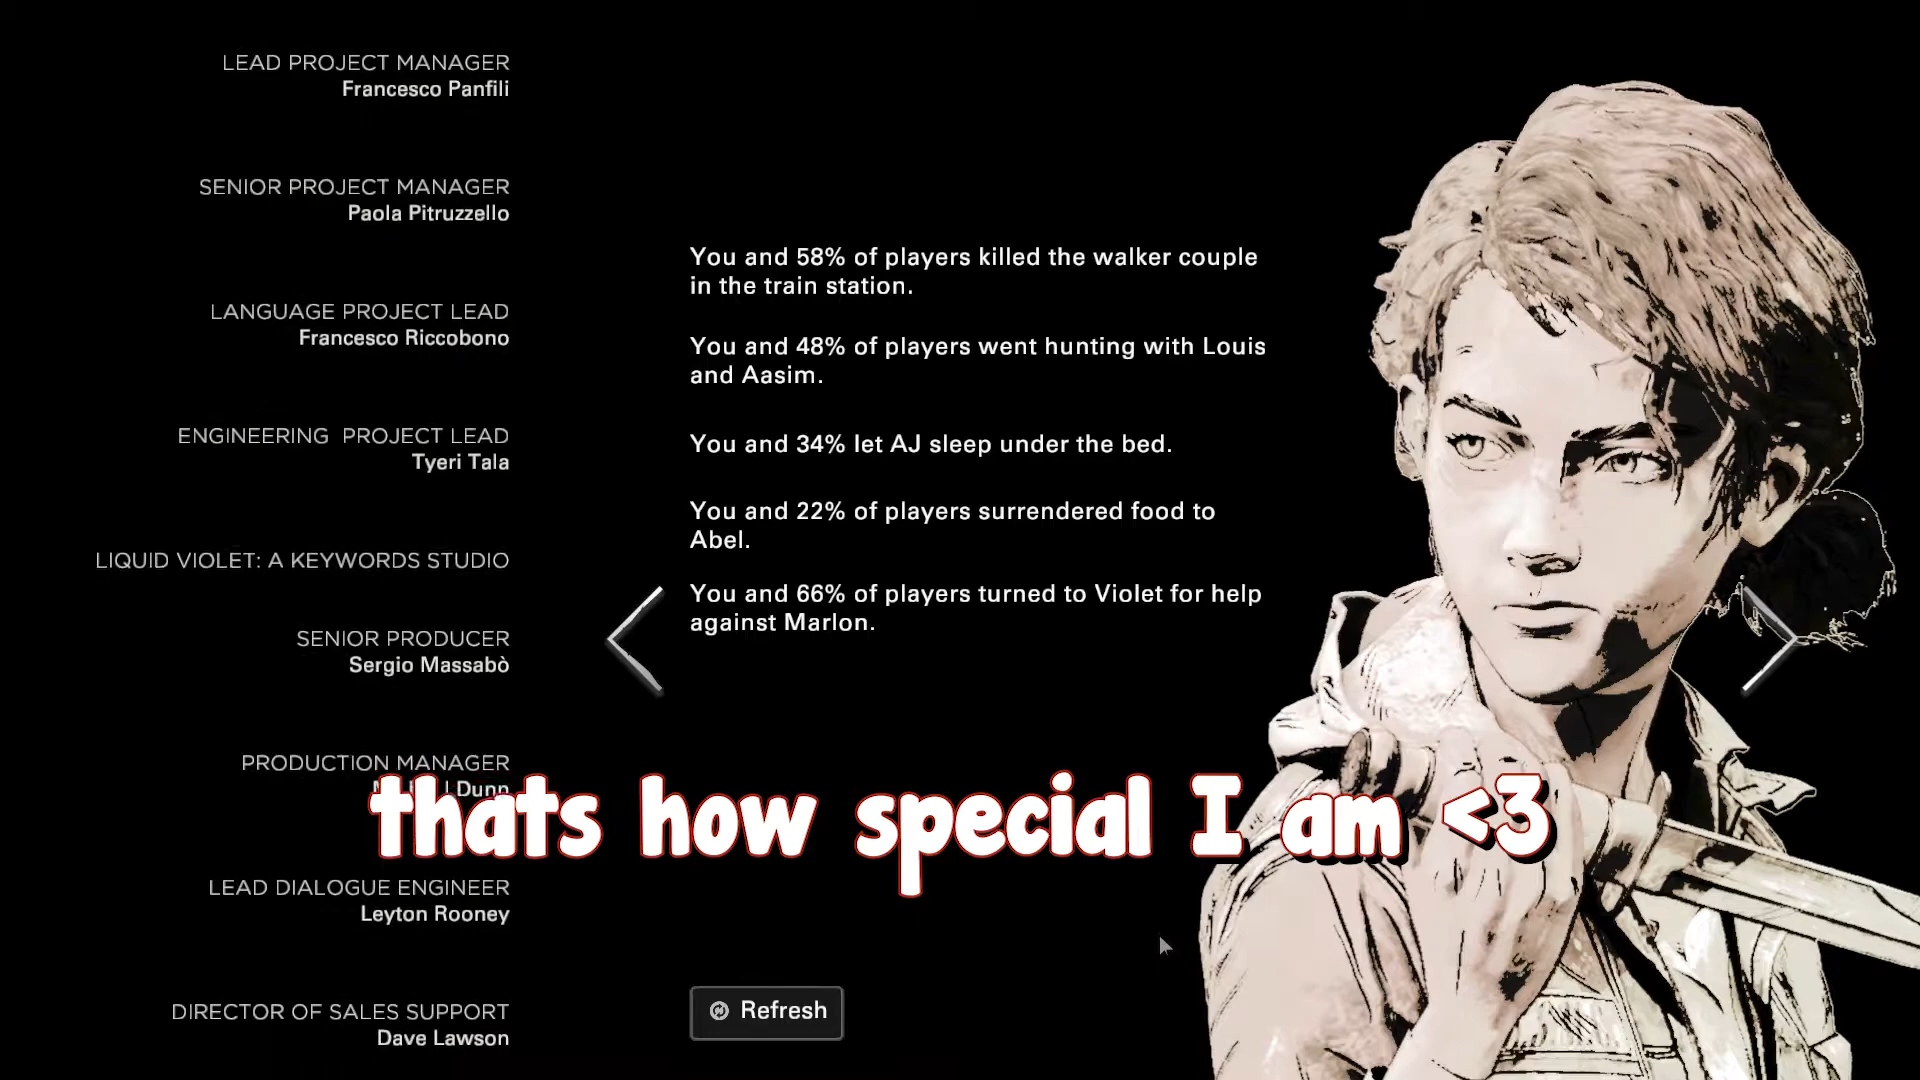 LEAD PROJECT MANAGER
Francesco Panfili
SENIOR PROJECT MANAGER
Paola Pitruzzello
LANGUAGE PROJECT LEAD
Francesco Riccobono
ENGINEERING PROJECT LEAD
Tyeri Tala
LIQUID VIOLET: A KEYWORDS STUDIO
SENIOR PRODUCER
Sergio Massabò
PRODUCTION MANAGER
Dunn
LEAD DIALOGUE ENGINEER
Leyton Rooney
DIRECTOR OF SALES SUPPORT
Dave Lawson
You and 58% of players killed the walker couple
in the train station.
You and 48% of players went hunting with Louis
and Aasim.
You and 34% let AJ sleep under the bed.
You and 22% of players surrendered food to
Abel.
You and 66% of players turned to Violet for help
against Marlon.
thats how special I am <3
Refresh